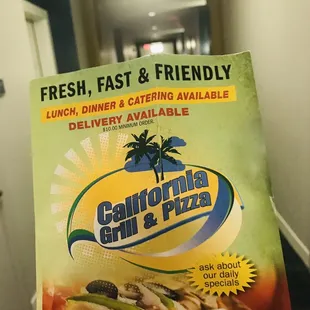 FRESH, FAST & FRIENDLY
LUNCH, DINNER & CATERING AVAILABLE
DELIVERY AVAILABLE
$10.00 MINIMUM ORDER.
California
Grill & Pizza
ask about
our daily
specials